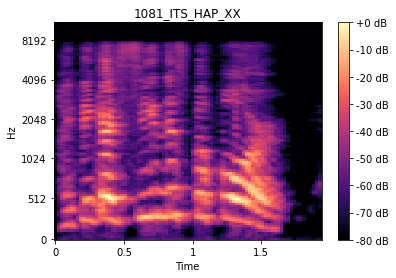 1081_ITS_HAP_XX
+0 dB
8192
-10 dB
4096
-20 dB
-30 dB
2048
Hz
-40 dB
1024
-50 dB
512
-60 dB
-70 dB
0
-80 dB
0
0.5
1
1.5
Time